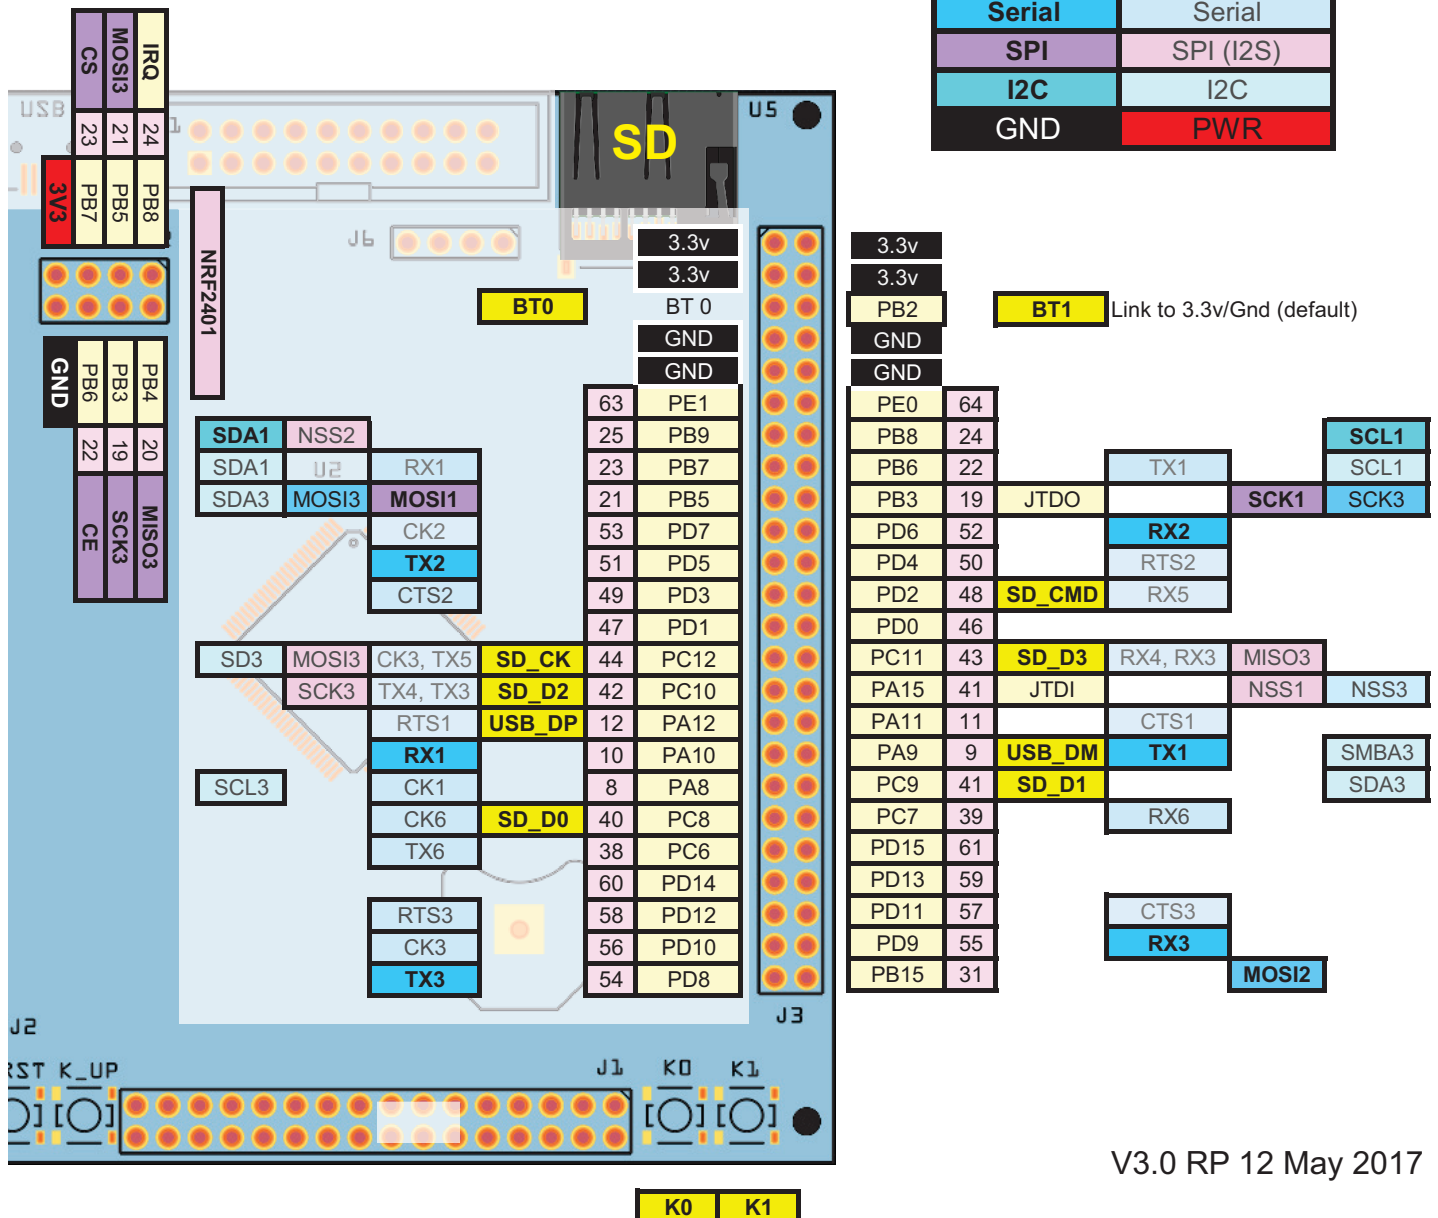 Serial Serial
SPI SPI (I2S)
I2C I2C
GND PWR
CS MOSI3 IRQ
23 21 24
3V3 PB7 PB5 PB8
USB
SD
U5
J6
NRF2401
GND PB6 PB3 PB4
22 19 20
CE SCK3 MISO3
3.3v 3.3v
3.3v 3.3v
BT0 BT 0 PB2 BT1 Link to 3.3v/Gnd (default)
GND GND
GND GND
63 PE1 PE0 64
SDA1 NSS2 25 PB9 PB8 24 SCL1
SDA1 U2 RX1 23 PB7 PB6 22 TX1 SCL1
SDA3 MOSI3 MOSI1 21 PB5 PB3 19 JTDO SCK1 SCK3
CK2 53 PD7 PD6 52 RX2
TX2 51 PD5 PD4 50 RTS2
CTS2 49 PD3 PD2 48 SD_CMD RX5
47 PD1 PD0 46
SD3 MOSI3 CK3, TX5 SD_CK 44 PC12 PC11 43 SD_D3 RX4, RX3 MISO3
SCK3 TX4, TX3 SD_D2 42 PC10 PA15 41 JTDI NSS1 NSS3
RTS1 USB_DP 12 PA12 PA11 11 CTS1
RX1 10 PA10 PA9 9 USB_DM TX1 SMBA3
SCL3 CK1 8 PA8 PC9 41 SD_D1 SDA3
CK6 SD_D0 40 PC8 PC7 39 RX6
TX6 38 PC6 PD15 61
60 PD14 PD13 59
RTS3 58 PD12 PD11 57 CTS3
CK3 56 PD10 PD9 55 RX3
TX3 54 PD8 PB15 31 MOSI2
J2 J3
RST K_UP J1 K0 K1
V3.0 RP 12 May 2017
K0 K1